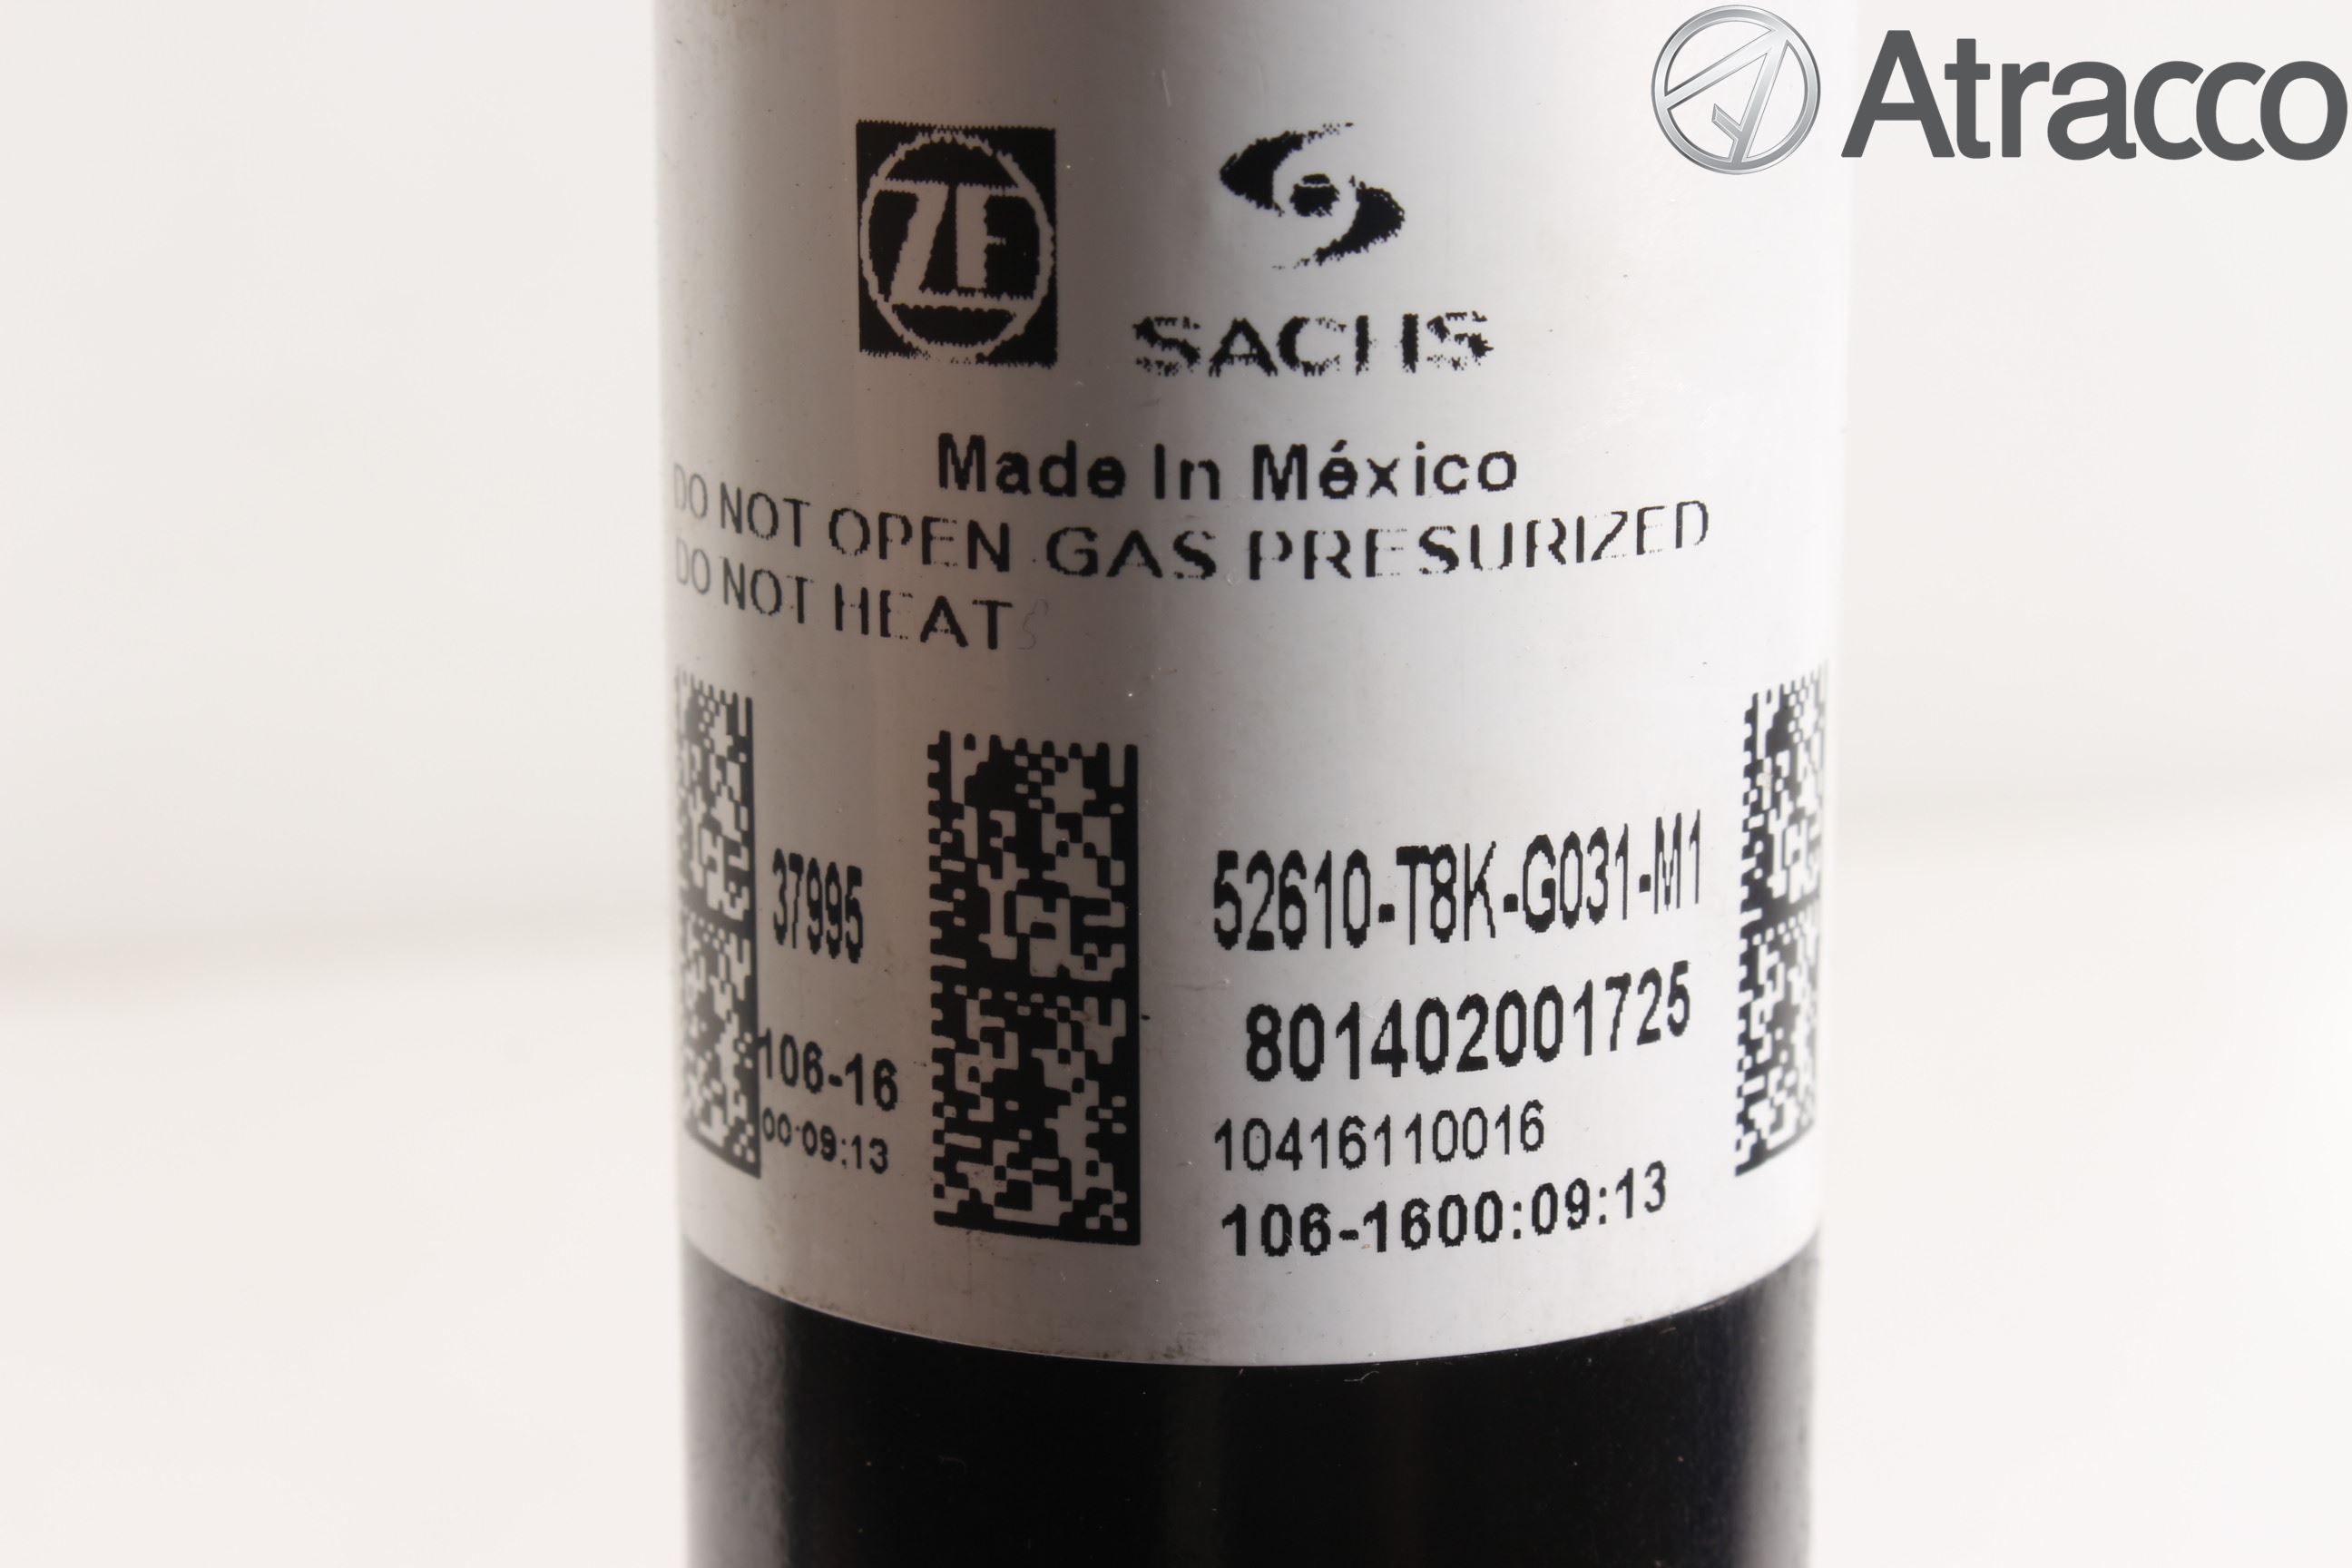 Atracco
ZF
SACHS
Made In México
DO NOT OPEN GAS PRESURIZED
DO NOT HEAT
37995
52610-T8K-G031-M1
801402001725
106-16
10416110016
00:09:13
106-1600:09:13